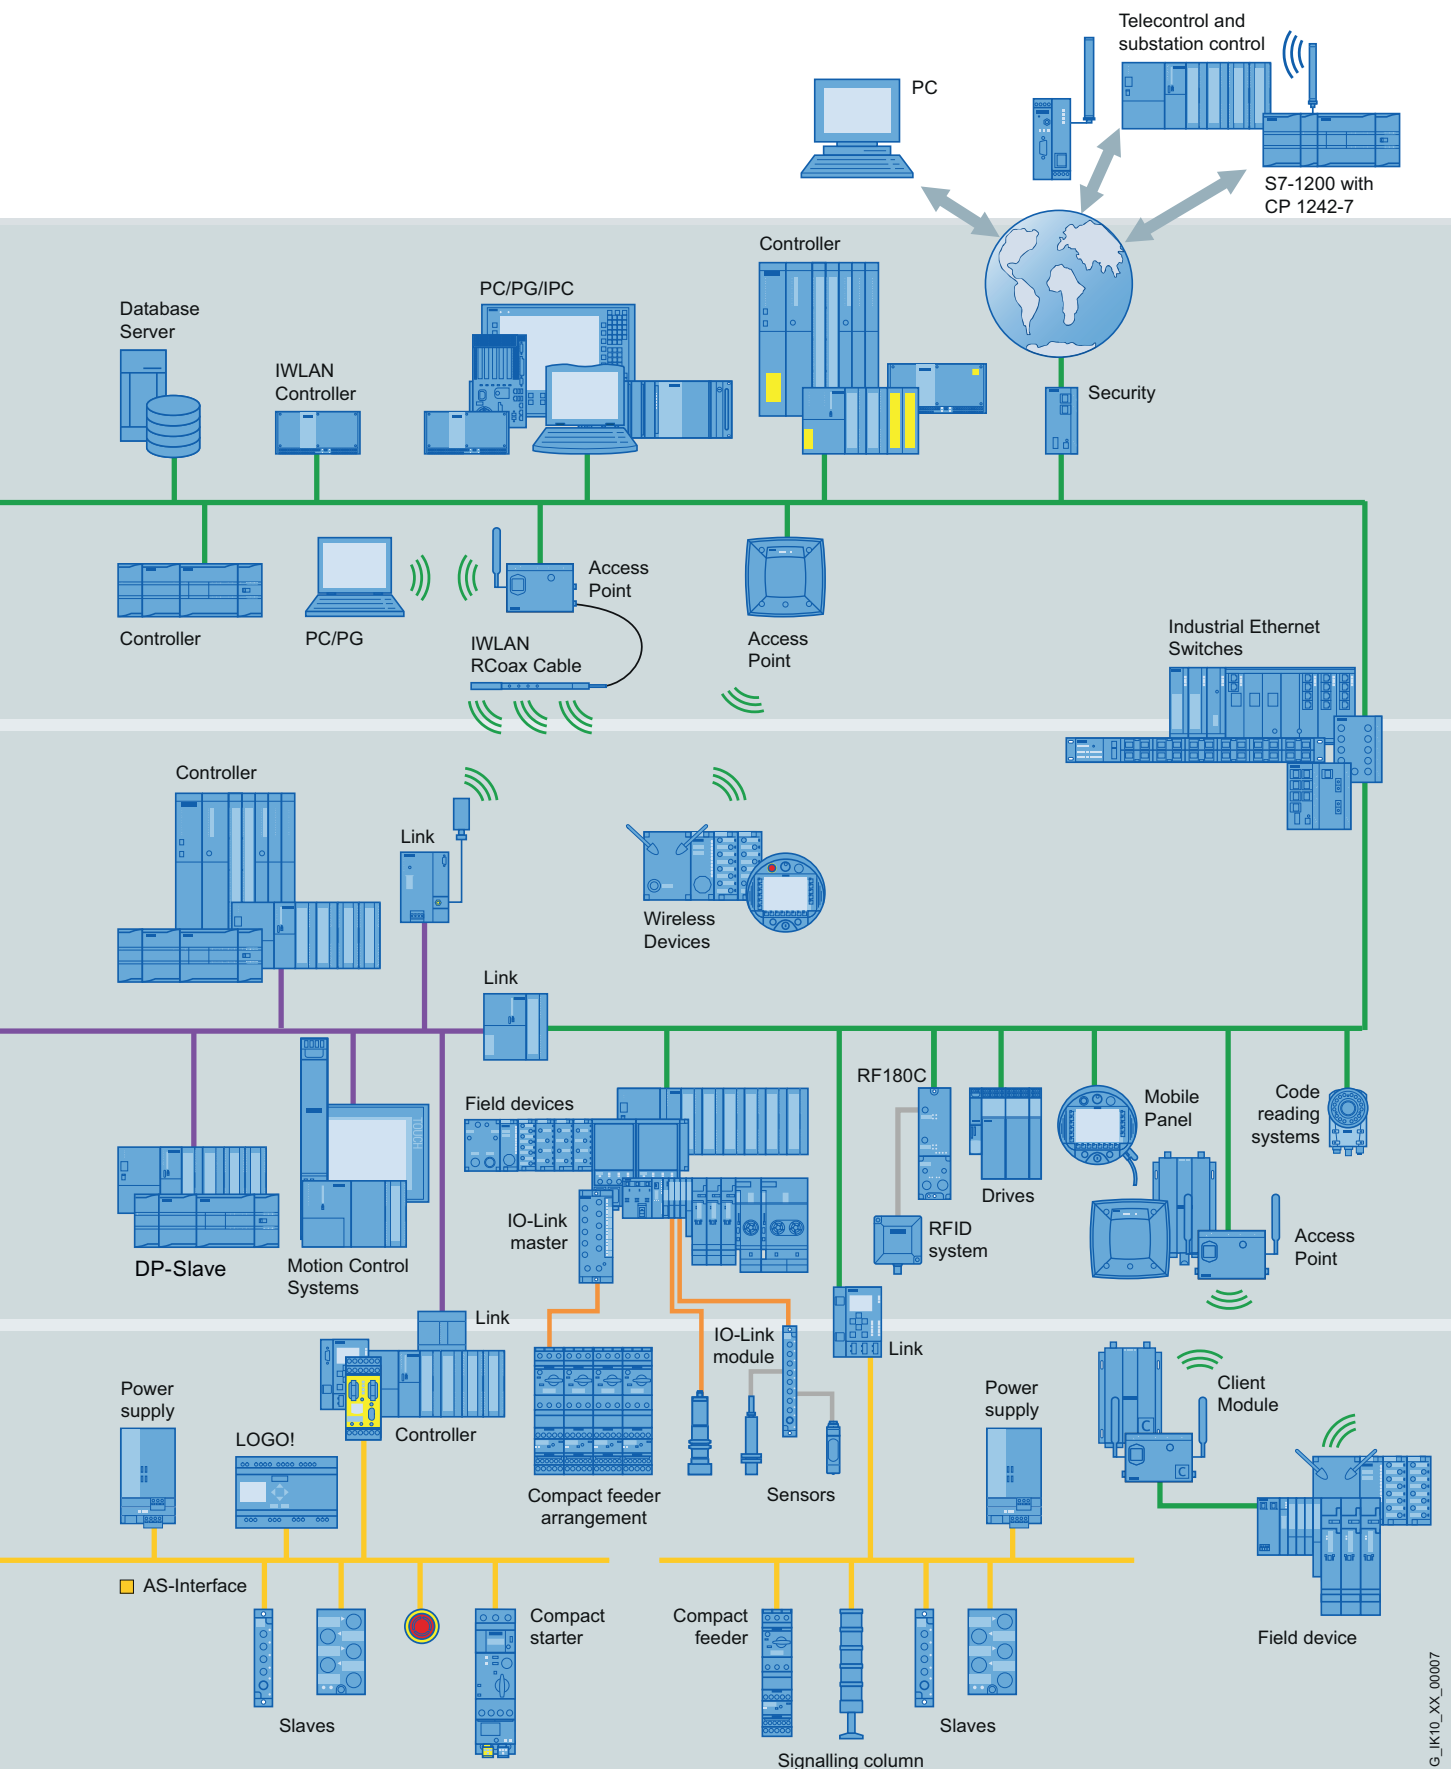 Telecontrol and
substation control
PC
S7-1200 with
CP 1242-7
Controller
PC/PG/IPC
Database
Server
IWLAN
Controller
Security
Access
Point
Controller
PC/PG
IWLAN
RCoax Cable
Access
Point
Industrial Ethernet
Switches
Controller
Link
Wireless
Devices
Link
RF180C
Field devices
Mobile
Panel
Code
reading
systems
TOUCH
Drives
IO-Link
master
RFID
system
Access
Point
DP-Slave
Motion Control
Systems
Link
IO-Link
module
Link
Power
supply
Power
supply
Client
Module
C
C
LOGO!
Controller
Compact feeder
arrangement
Sensors
AS-Interface
Compact
starter
Compact
feeder
Field device
Slaves
Slaves
Signalling column
G_IK10_XX_00007